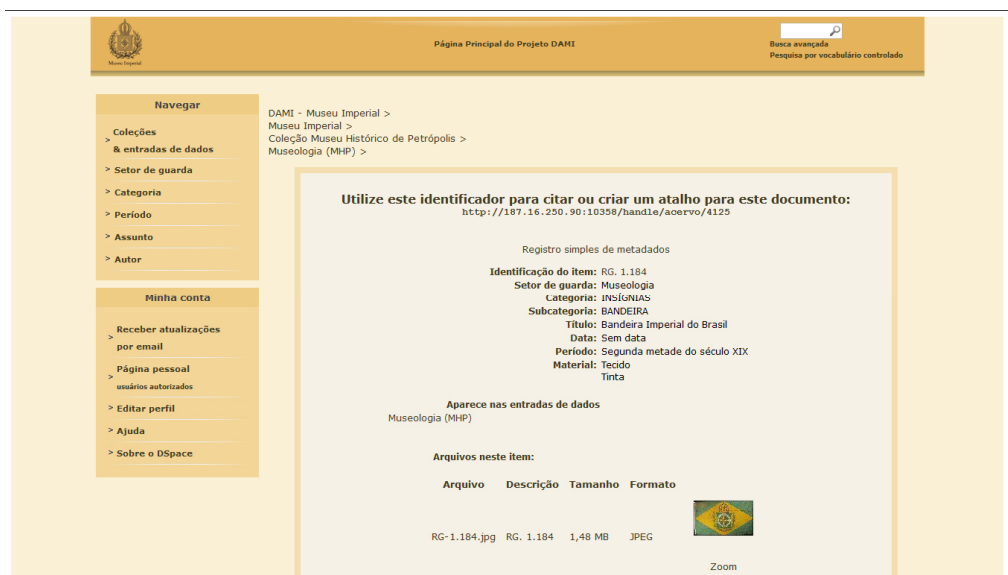 Museu Imperial
Página Principal do Projeto DAMI
Busca avançada
Pesquisa por vocabulário controlado
Navegar
> Coleções
& entradas de dados
> Setor de guarda
> Categoria
> Período
> Assunto
> Autor
Minha conta
> Receber atualizações
por email
> Página pessoal
usuários autorizados
> Editar perfil
> Ajuda
> Sobre o DSpace
DAMI - Museu Imperial >
Museu Imperial >
Coleção Museu Histórico de Petrópolis >
Museologia (MHP) >
Utilize este identificador para citar ou criar um atalho para este documento:
http://187.16.250.90:10358/handle/acervo/4125
Registro simples de metadados
Identificação do item: RG. 1.184
Setor de guarda: Museologia
Categoria: INSÍGNIAS
Subcategoria: BANDEIRA
Título: Bandeira Imperial do Brasil
Data: Sem data
Período: Segunda metade do século XIX
Material: Tecido
Tinta
Aparece nas entradas de dados
Museologia (MHP)
Arquivos neste item:
Arquivo Descrição Tamanho Formato
RG-1.184.jpg RG. 1.184 1,48 MB JPEG
Zoom